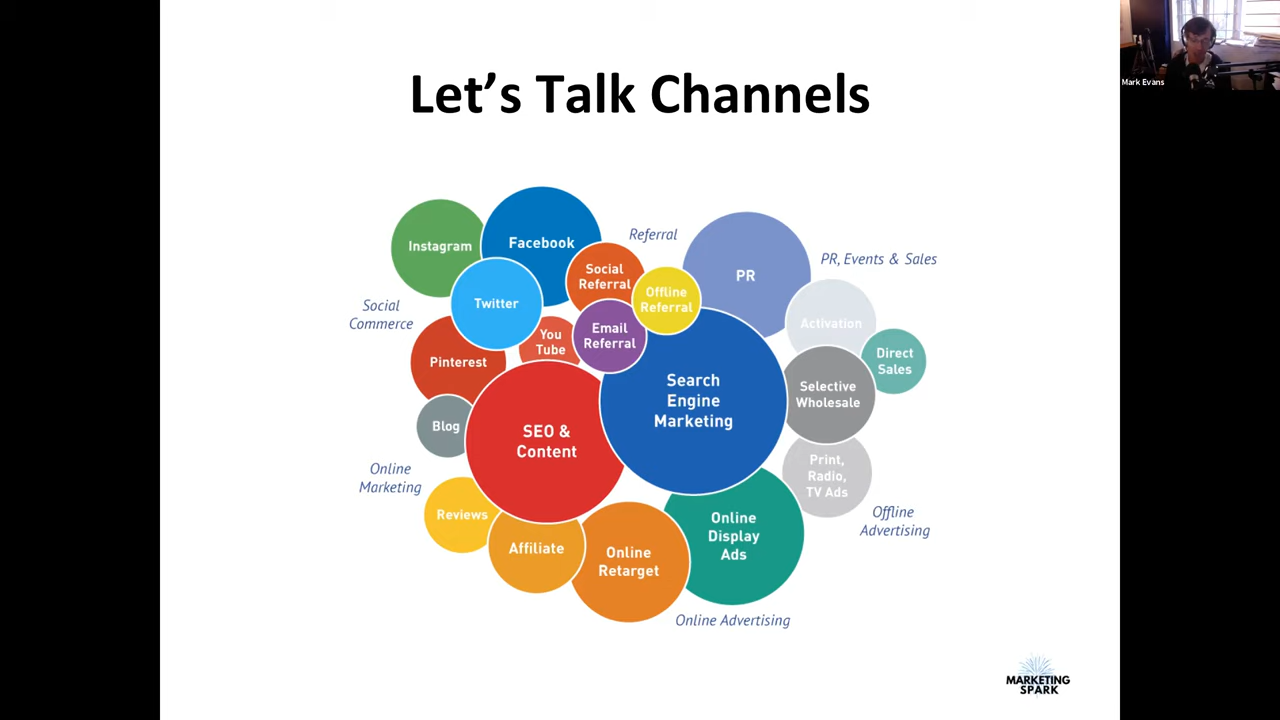 Let's Talk Channels
Mark Evans
Instagram
Facebook
Referral
PR, Events & Sales
Social
Referral
Offline
Referral
PR
Social
Commerce
Twitter
You
Tube
Email
Referral
Activation
Direct
Sales
Pinterest
Search
Engine
Marketing
Selective
Wholesale
Blog
SEO &
Content
Online
Marketing
Print,
Radio,
TV Ads
Reviews
Offline
Advertising
Affiliate
Online
Retarget
Online
Display
Ads
Online Advertising
MARKETING
SPARK